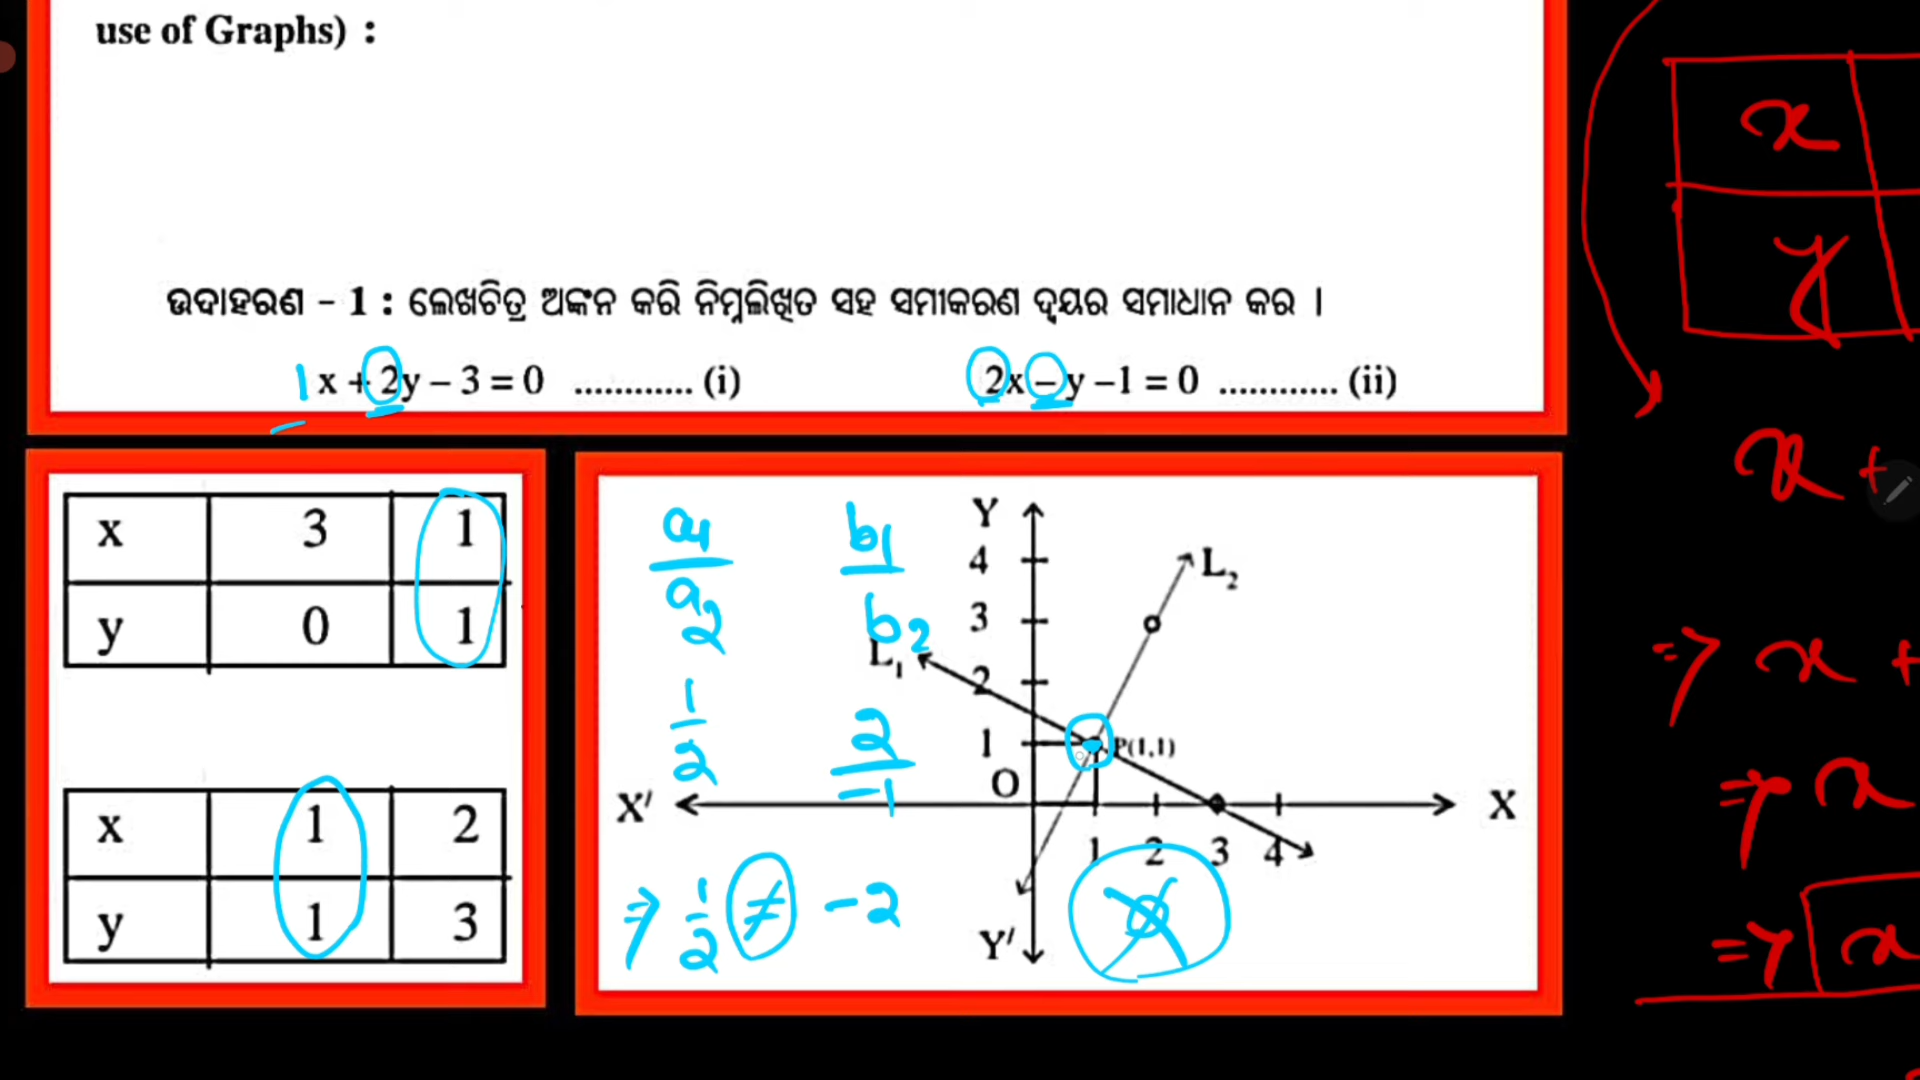 use of Graphs) :
ଉଦାହରଣ – 1 : ଲେଖଚିତ୍ର ଅଙ୍କନ କରି ନିମ୍ନଲିଖିତ ସହ ସମୀକରଣ ଦ୍ୱୟର ସମାଧାନ କର ।
1x + 2y – 3 = 0 ............ (i) 2x – y –1 = 0 ............ (ii)
x 3 1
y 0 1
x 1 2
y 1 3
a1/a2 b1/b2
1/2 2/-1
⇒ 1/2 ≠ -2
Y
4
3
2
1
O
L₂
L₁
P(1,1)
X′ X
1 2 3 4
Y′
x
y
x +
⇒ x +
⇒ x
⇒ x